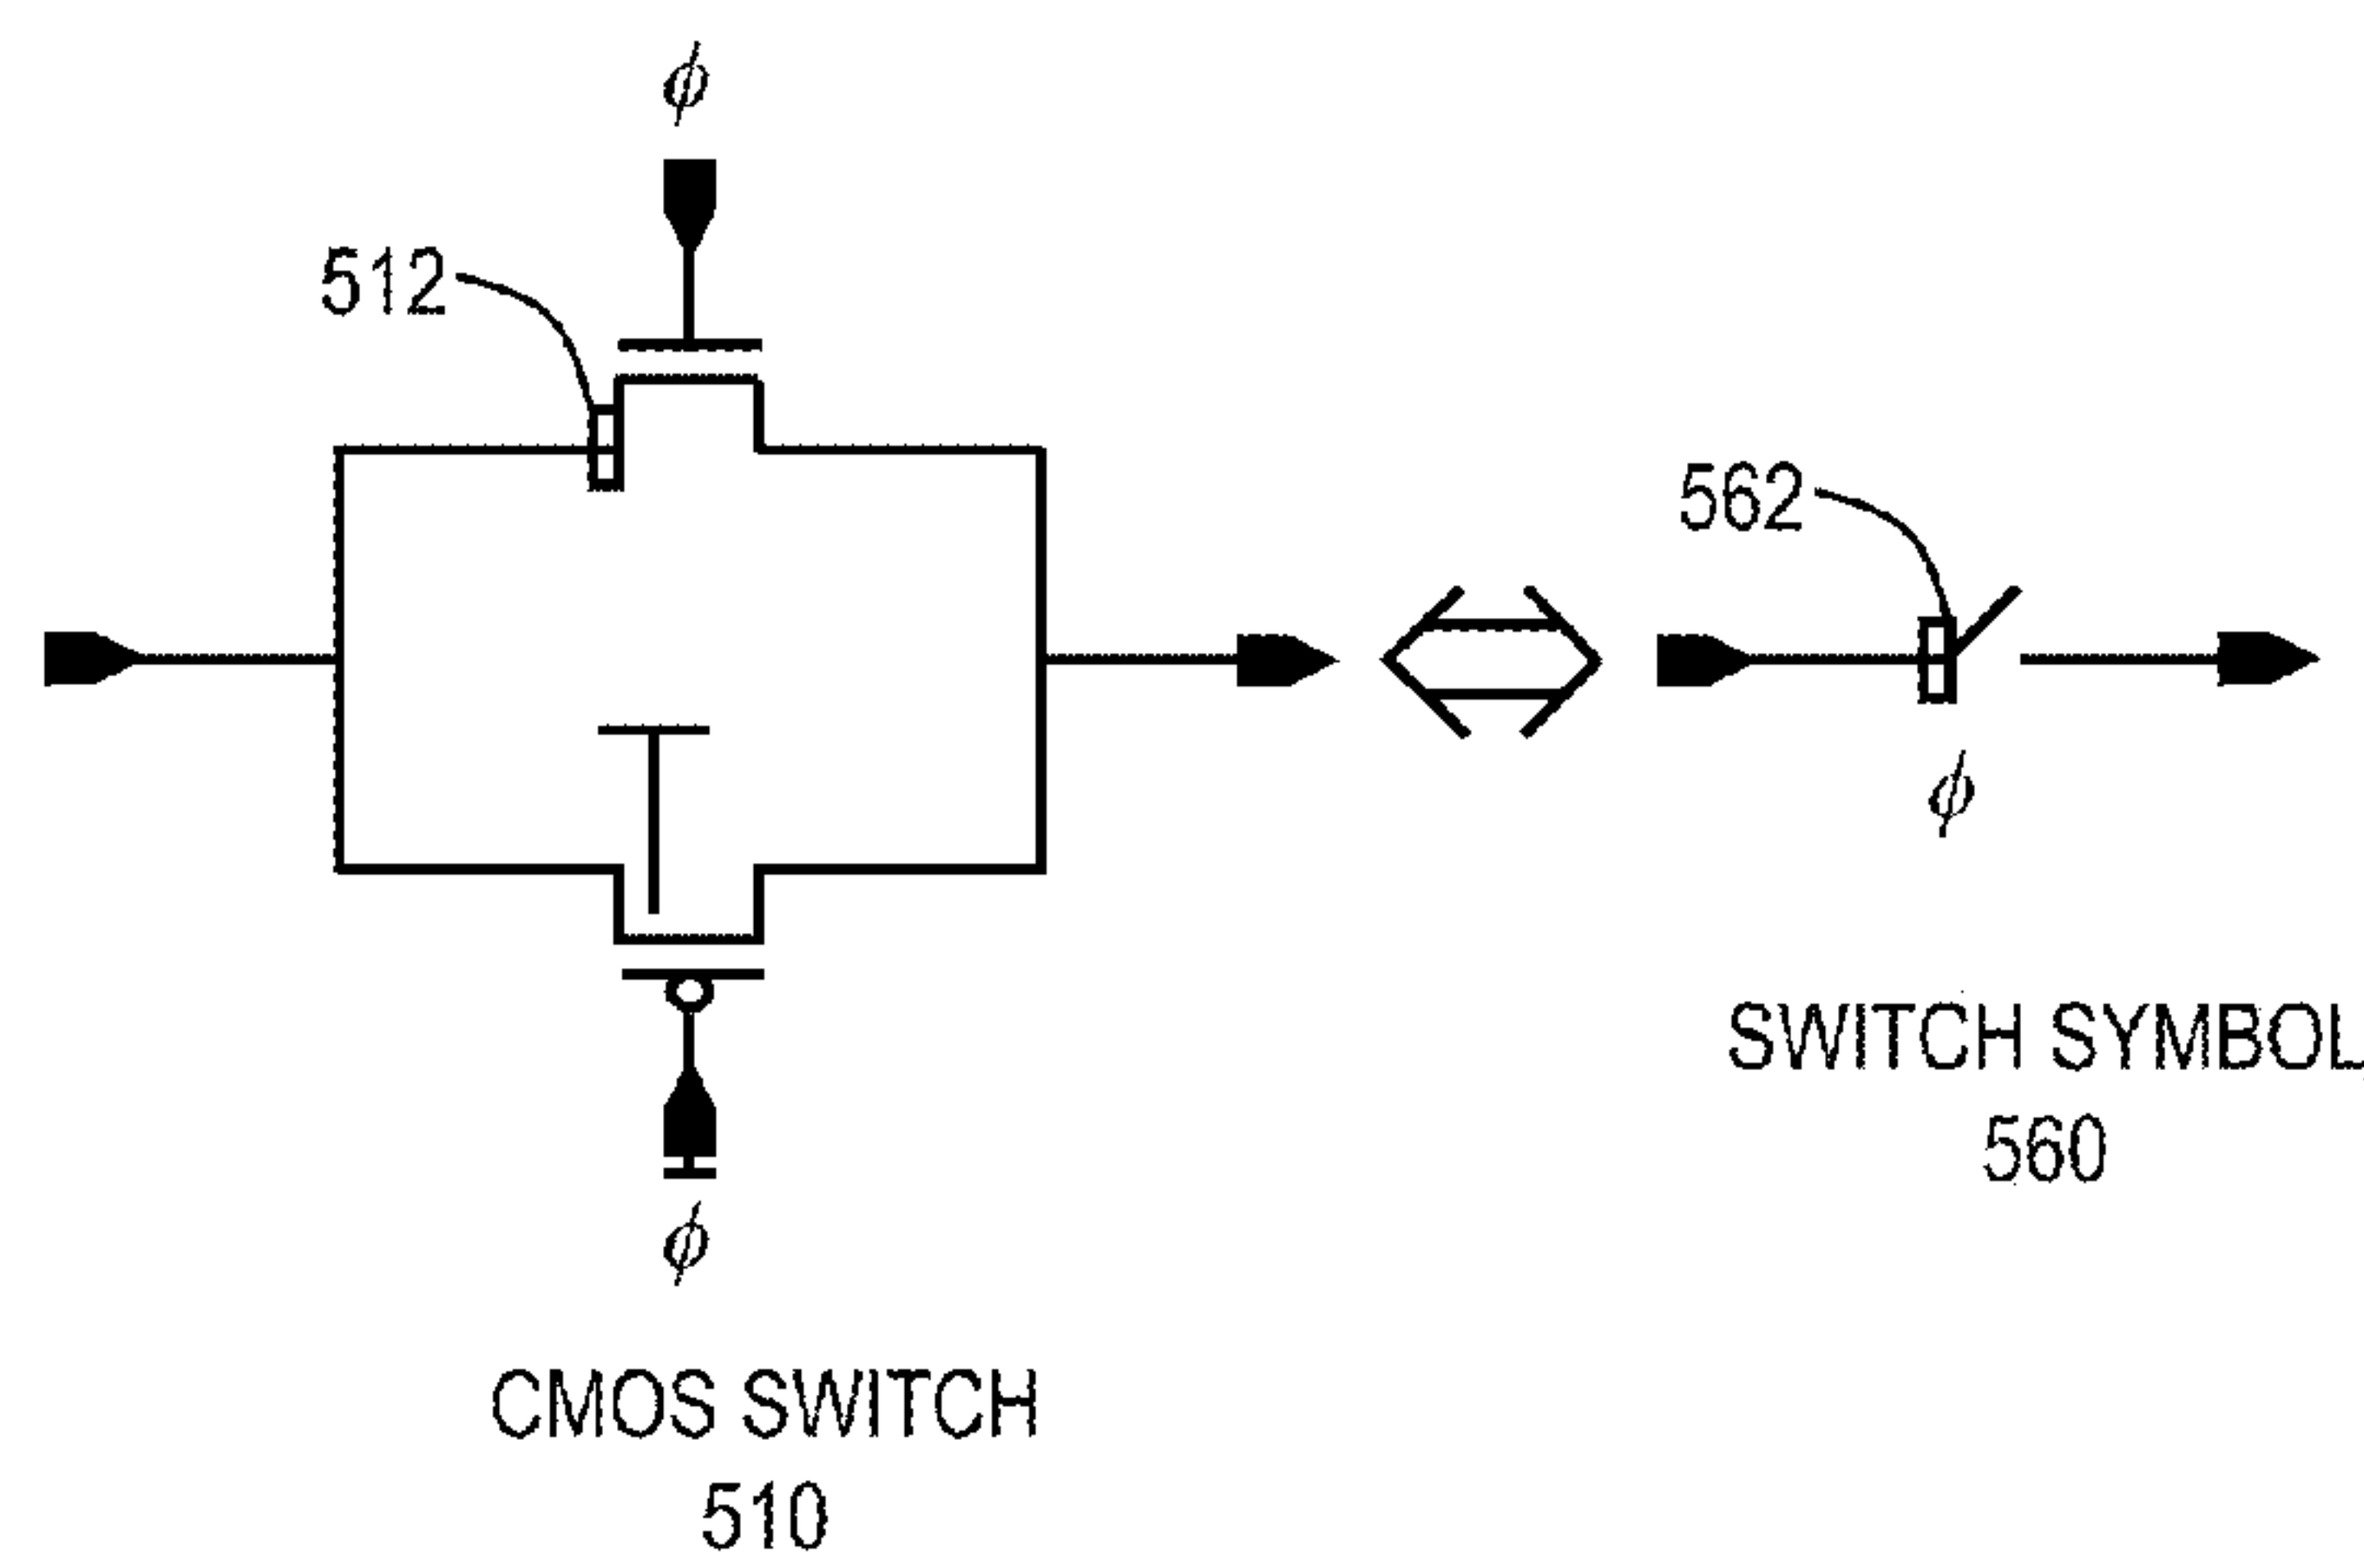 ϕ
512
562
ϕ
SWITCH SYMBOL
560
ϕ
CMOS SWITCH
510